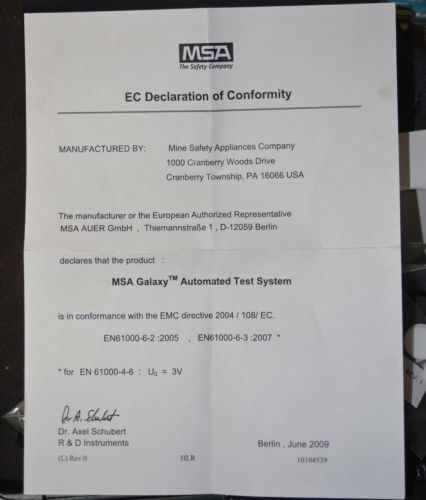 MSA
The Safety Company
EC Declaration of Conformity
MANUFACTURED BY: Mine Safety Appliances Company
1000 Cranberry Woods Drive
Cranberry Township, PA 16066 USA
The manufacturer or the European Authorized Representative
MSA AUER GmbH , Thiemannstraße 1 , D-12059 Berlin
declares that the product :
MSA Galaxy™ Automated Test System
is in conformance with the EMC directive 2004 / 108/ EC.
EN61000-6-2 :2005 , EN61000-6-3 :2007 *
* for EN 61000-4-6 : U₀ = 3V
Dr. A. Schubert
Dr. Axel Schubert
R & D Instruments
Berlin , June 2009
(L) Rev.0 HLR 10104539